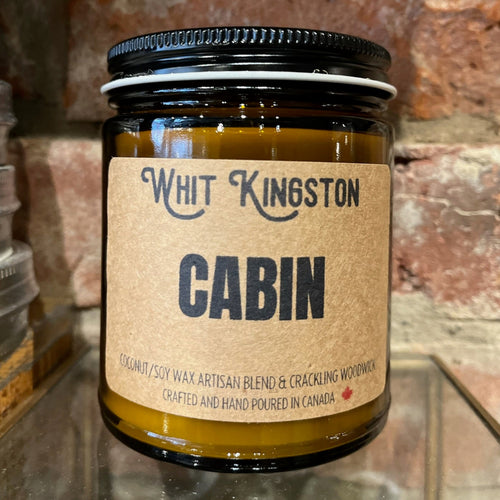 WHIT KINGSTON
CABIN
COCONUT/SOY WAX ARTISAN BLEND & CRACKLING WOODWICK
CRAFTED AND HAND POURED IN CANADA